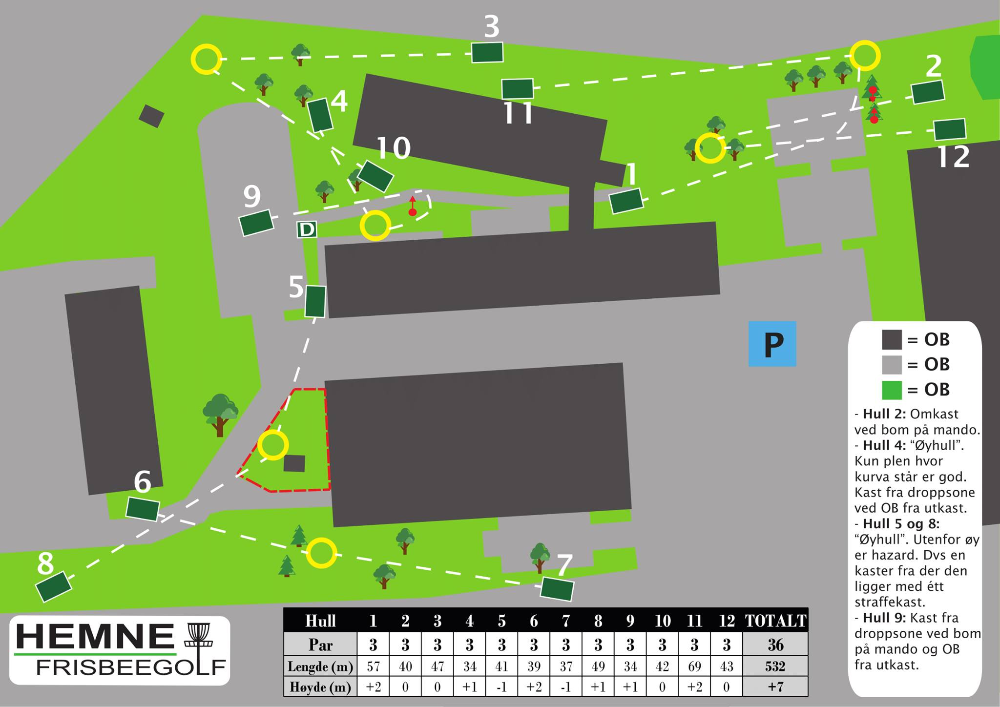 3
2
4
11
10
12
1
9
D
5
P
6
8
7
= OB
= OB
= OB
- Hull 2: Omkast
ved bom på mando.
- Hull 4: “Øyhull”.
Kun plen hvor
kurva står er god.
Kast fra droppsone
ved OB fra utkast.
- Hull 5 og 8:
“Øyhull”. Utenfor øy
er hazard. Dvs en
kaster fra der den
ligger med étt
straffekast.
- Hull 9: Kast fra
droppsone ved bom
på mando og OB
fra utkast.
HEMNE
FRISBEEGOLF
Hull 1 2 3 4 5 6 7 8 9 10 11 12 TOTALT
Par 3 3 3 3 3 3 3 3 3 3 3 3 36
Lengde (m) 57 40 47 34 41 39 37 49 34 42 69 43 532
Høyde (m) +2 0 0 +1 -1 +2 -1 +1 +1 0 +2 0 +7